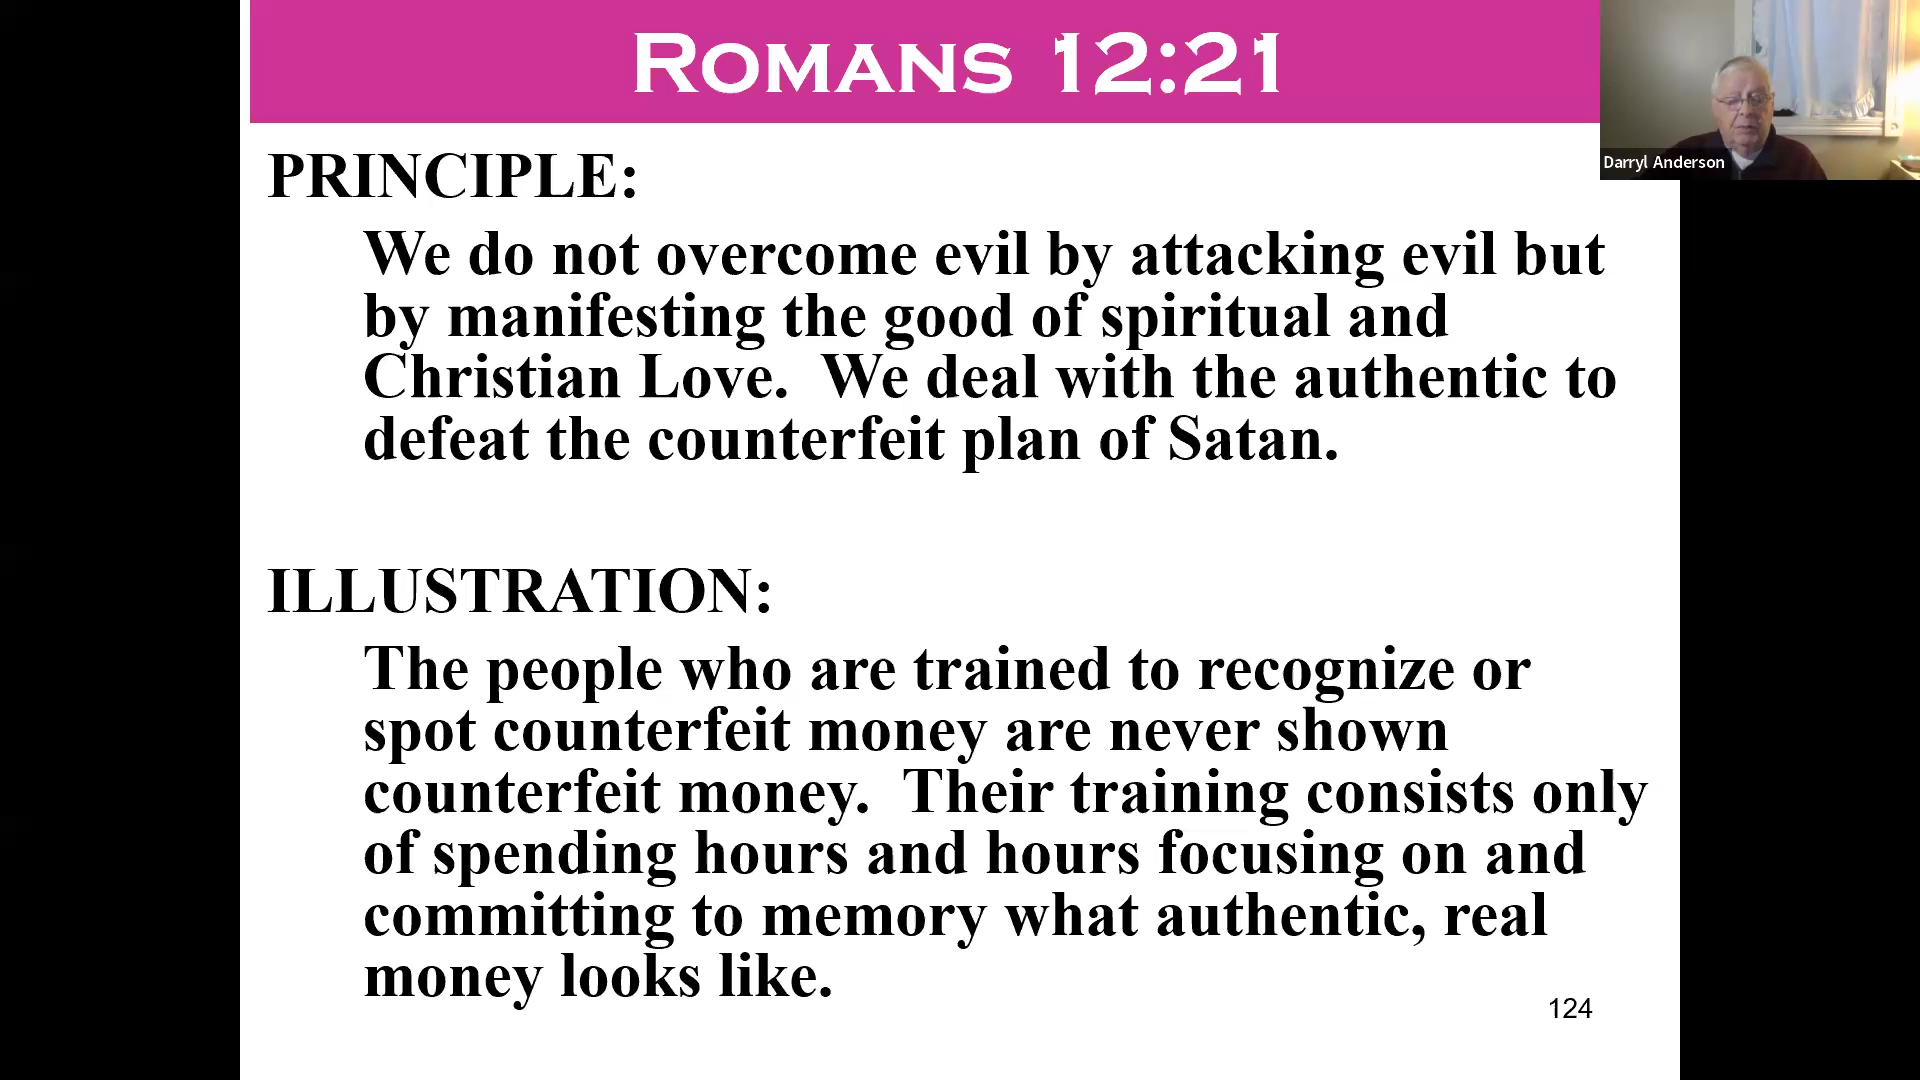 ROMANS 12:21
Darryl Anderson
PRINCIPLE:
We do not overcome evil by attacking evil but
by manifesting the good of spiritual and
Christian Love.  We deal with the authentic to
defeat the counterfeit plan of Satan.
ILLUSTRATION:
The people who are trained to recognize or
spot counterfeit money are never shown
counterfeit money.  Their training consists only
of spending hours and hours focusing on and
committing to memory what authentic, real
money looks like.
124